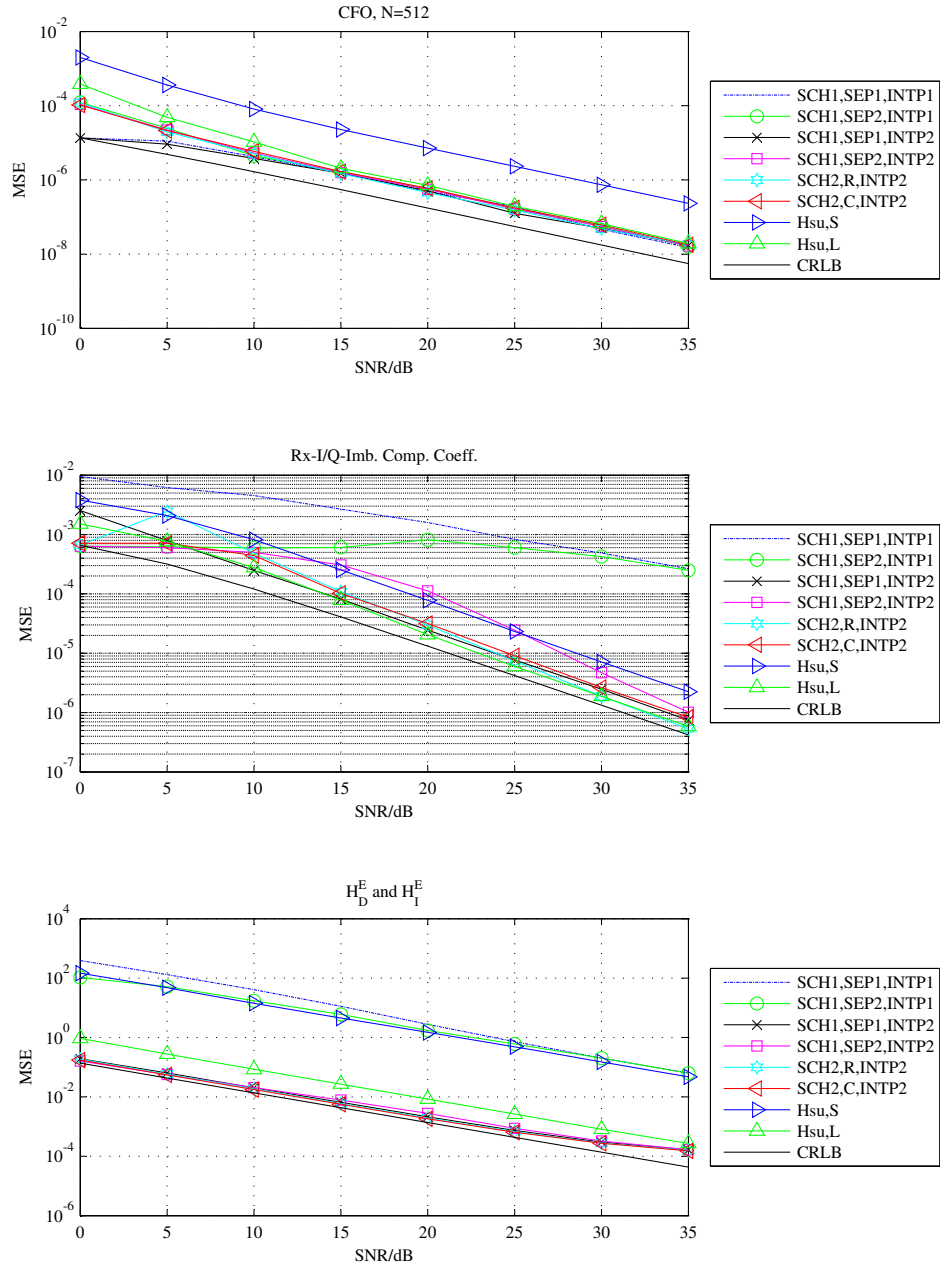 CFO, N=512
10^-2
10^-4
10^-6
10^-8
10^-10
MSE
0 5 10 15 20 25 30 35
SNR/dB
SCH1,SEP1,INTP1
SCH1,SEP2,INTP1
SCH1,SEP1,INTP2
SCH1,SEP2,INTP2
SCH2,R,INTP2
SCH2,C,INTP2
Hsu,S
Hsu,L
CRLB
Rx-I/Q-Imb. Comp. Coeff.
10^-2
10^-3
10^-4
10^-5
10^-6
10^-7
MSE
0 5 10 15 20 25 30 35
SNR/dB
SCH1,SEP1,INTP1
SCH1,SEP2,INTP1
SCH1,SEP1,INTP2
SCH1,SEP2,INTP2
SCH2,R,INTP2
SCH2,C,INTP2
Hsu,S
Hsu,L
CRLB
H_D^E and H_I^E
10^4
10^2
10^0
10^-2
10^-4
10^-6
MSE
0 5 10 15 20 25 30 35
SNR/dB
SCH1,SEP1,INTP1
SCH1,SEP2,INTP1
SCH1,SEP1,INTP2
SCH1,SEP2,INTP2
SCH2,R,INTP2
SCH2,C,INTP2
Hsu,S
Hsu,L
CRLB